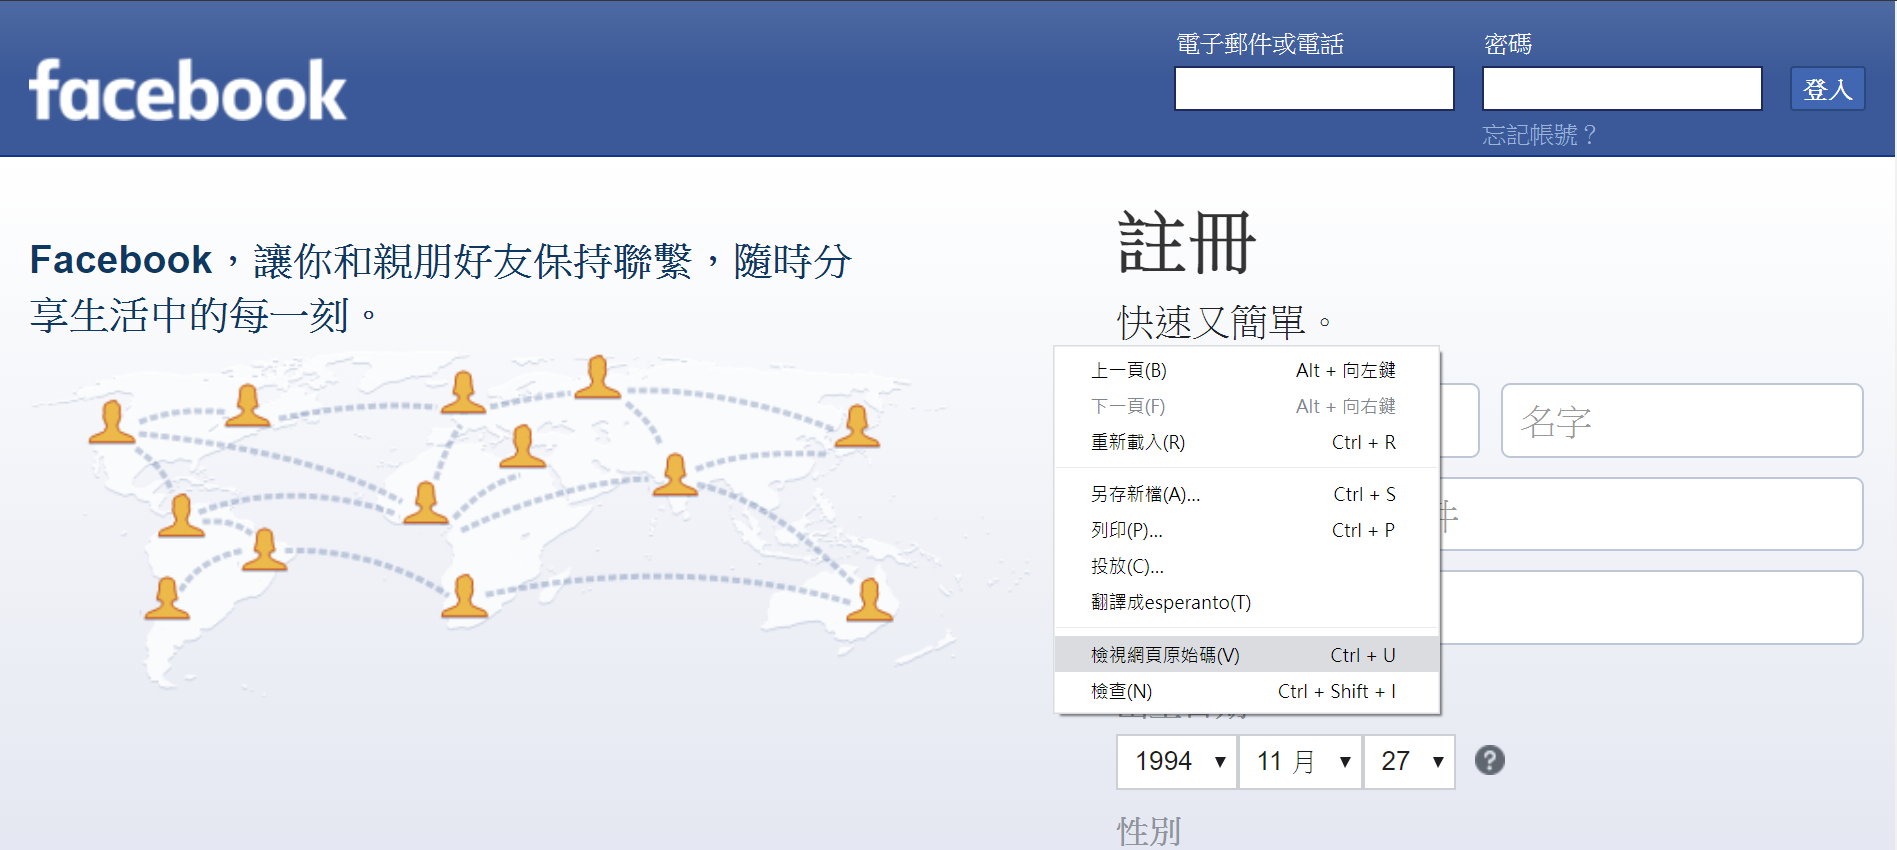 facebook
電子郵件或電話
密碼
登入
忘記帳號？
Facebook，讓你和親朋好友保持聯繫，隨時分
享生活中的每一刻。
註冊
快速又簡單。
上一頁(B) Alt + 向左鍵
下一頁(F) Alt + 向右鍵
重新載入(R) Ctrl + R
另存新檔(A)... Ctrl + S
列印(P)... Ctrl + P
投放(C)...
翻譯成esperanto(T)
檢視網頁原始碼(V) Ctrl + U
檢查(N) Ctrl + Shift + I
名字
件
1994 ▼ 11 月 ▼ 27 ▼ ?
性別